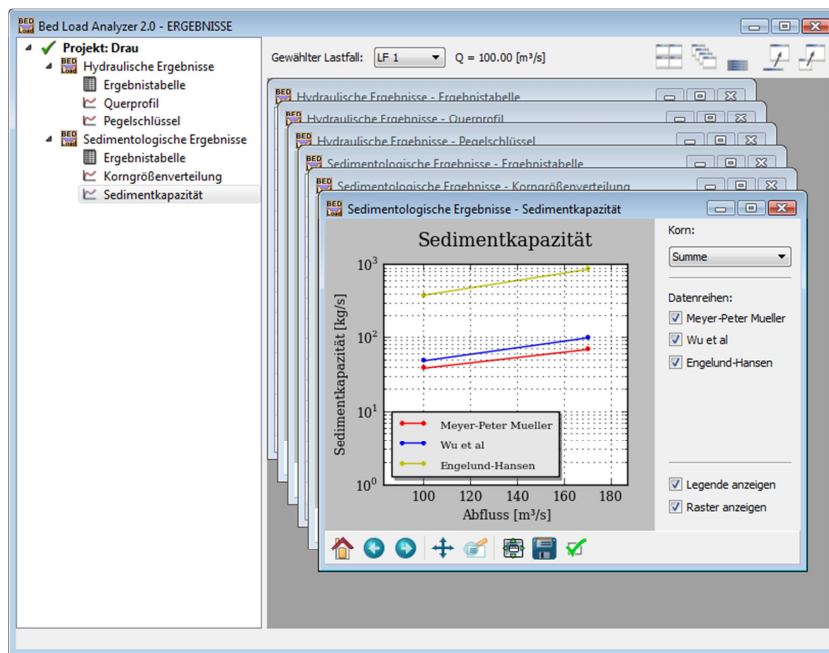 Bed Load Analyzer 2.0 - ERGEBNISSE
Projekt: Drau
Hydraulische Ergebnisse
Ergebnistabelle
Querprofil
Pegelschlüssel
Sedimentologische Ergebnisse
Ergebnistabelle
Korngrößenverteilung
Sedimentkapazität
Gewählter Lastfall:
LF 1
Q = 100.00 [m³/s]
Hydraulische Ergebnisse - Ergebnistabelle
Hydraulische Ergebnisse - Querprofil
Hydraulische Ergebnisse - Pegelschlüssel
Sedimentologische Ergebnisse - Ergebnistabelle
Sedimentologische Ergebnisse - Korngrößenverteilung
Sedimentologische Ergebnisse - Sedimentkapazität
Sedimentkapazität
Sedimentkapazität [kg/s]
10³
10²
10¹
10⁰
Meyer-Peter Mueller
Wu et al
Engelund-Hansen
100 120 140 160 180
Abfluss [m³/s]
Korn:
Summe
Datenreihen:
Meyer-Peter Mueller
Wu et al
Engelund-Hansen
Legende anzeigen
Raster anzeigen